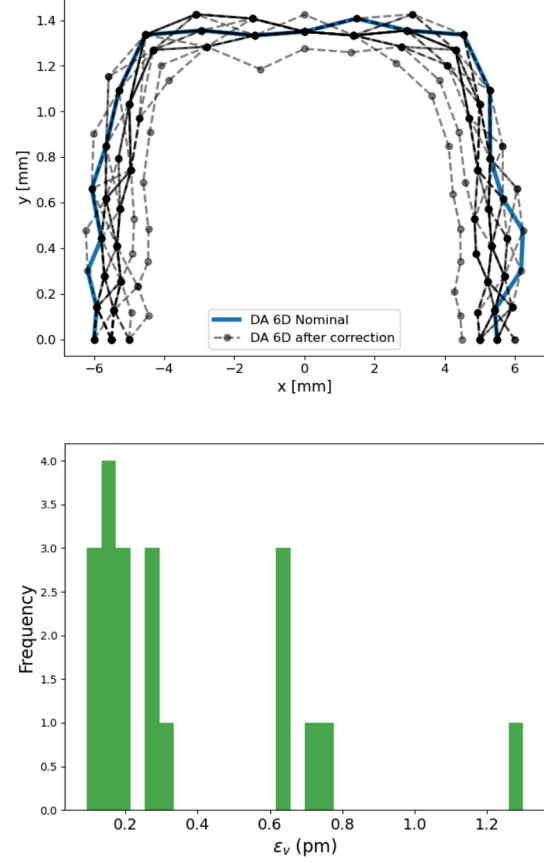 1.4
1.2
1.0
0.8
0.6
0.4
0.2
0.0
y [mm]
DA 6D Nominal
DA 6D after correction
−6 −4 −2 0 2 4 6
x [mm]
4.0
3.5
3.0
2.5
2.0
1.5
1.0
0.5
0.0
Frequency
0.2 0.4 0.6 0.8 1.0 1.2
εv (pm)